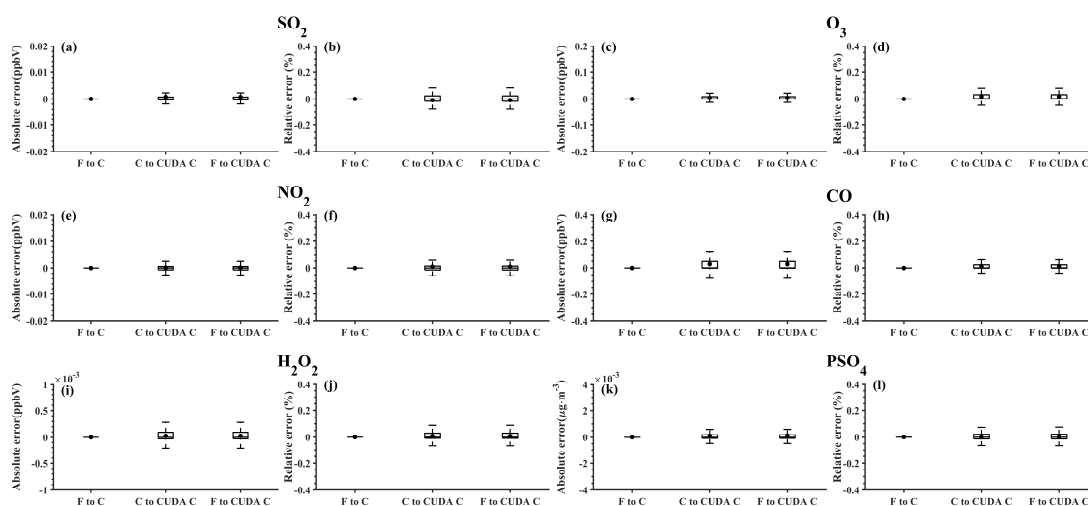 SO2
O3
(a)
(b)
(c)
(d)
Absolute error(ppbV)
0.02
0.01
0
-0.01
-0.02
F to C
C to CUDA C
F to CUDA C
Relative error (%)
0.4
0.2
0
-0.2
-0.4
F to C
C to CUDA C
F to CUDA C
Absolute error(ppbV)
0.2
0.1
0
-0.1
-0.2
F to C
C to CUDA C
F to CUDA C
Relative error (%)
0.4
0.2
0
-0.2
-0.4
F to C
C to CUDA C
F to CUDA C
NO2
CO
(e)
(f)
(g)
(h)
Absolute error(ppbV)
0.02
0.01
0
-0.01
-0.02
F to C
C to CUDA C
F to CUDA C
Relative error (%)
0.4
0.2
0
-0.2
-0.4
F to C
C to CUDA C
F to CUDA C
Absolute error(ppbV)
0.4
0.2
0
-0.2
-0.4
F to C
C to CUDA C
F to CUDA C
Relative error (%)
0.4
0.2
0
-0.2
-0.4
F to C
C to CUDA C
F to CUDA C
H2O2
PSO4
(i)
(j)
(k)
(l)
×10-3
Absolute error(ppbV)
1
0.5
0
-0.5
-1
F to C
C to CUDA C
F to CUDA C
Relative error (%)
0.4
0.2
0
-0.2
-0.4
F to C
C to CUDA C
F to CUDA C
×10-3
Absolute error(μg·m-3)
4
2
0
-2
-4
F to C
C to CUDA C
F to CUDA C
Relative error (%)
0.4
0.2
0
-0.2
-0.4
F to C
C to CUDA C
F to CUDA C